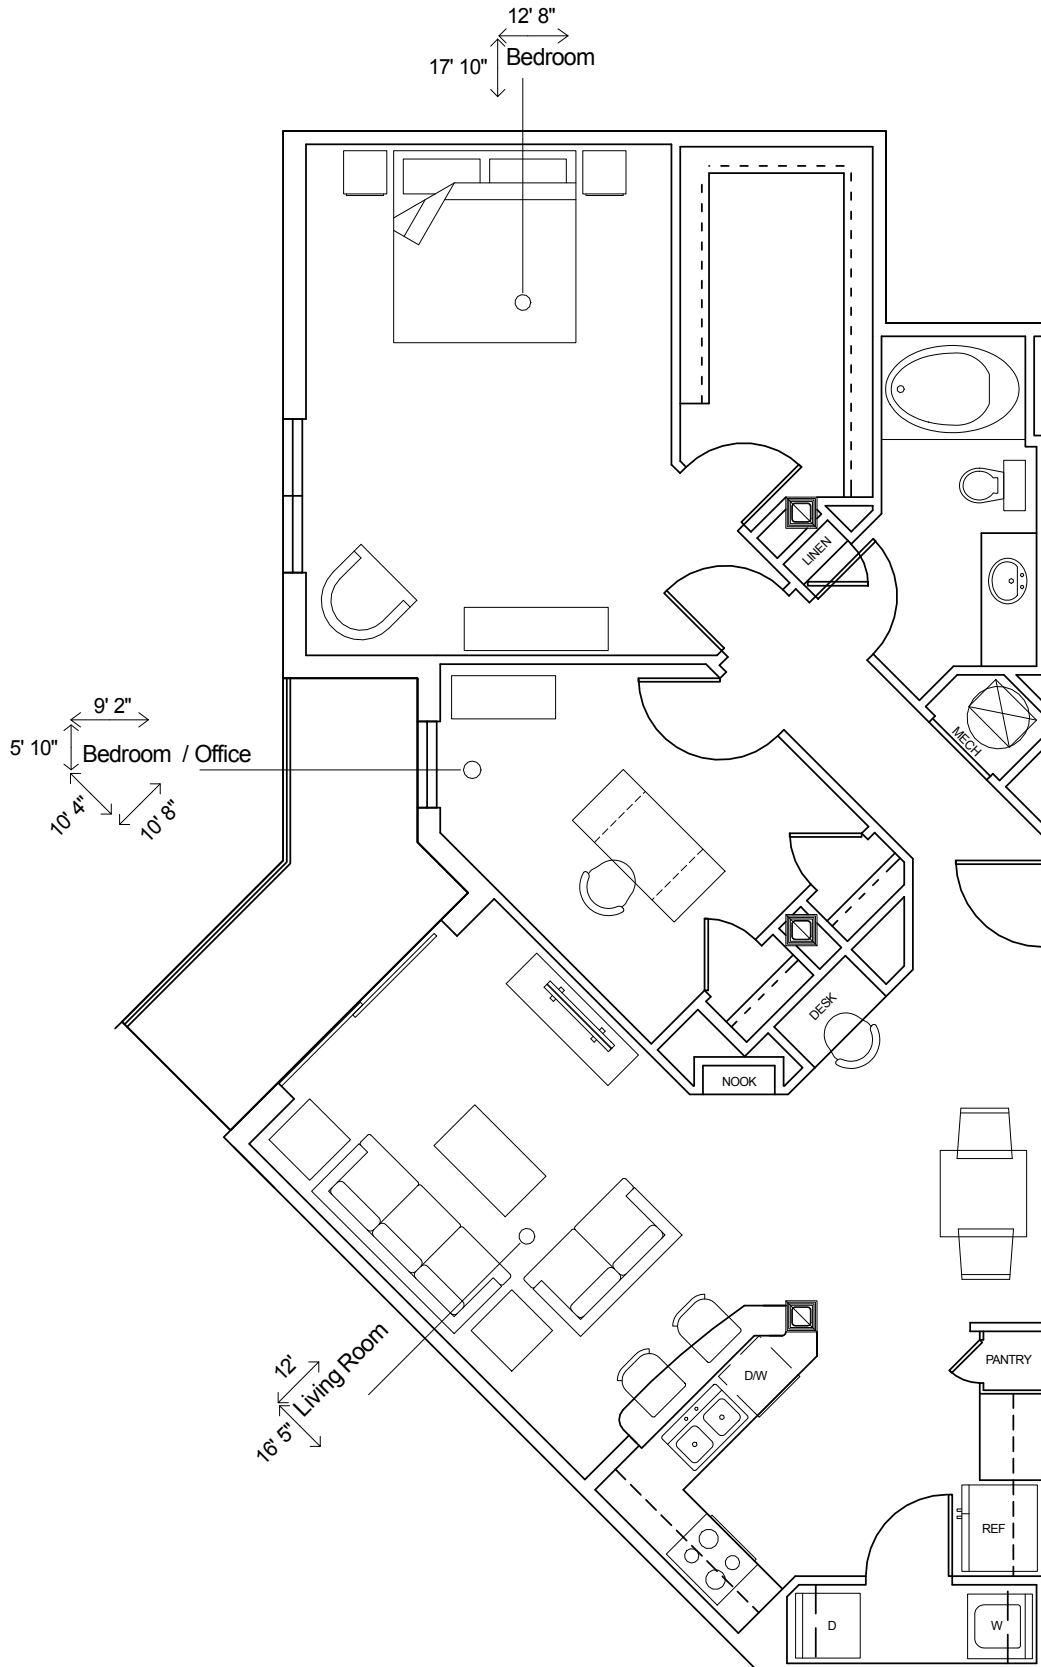 12' 8"
17' 10"
Bedroom
LINEN
9' 2"
5' 10"
Bedroom / Office
10' 4"
10' 8"
MECH
DESK
NOOK
12'
Living Room
16' 5"
PANTRY
D/W
REF
D
W